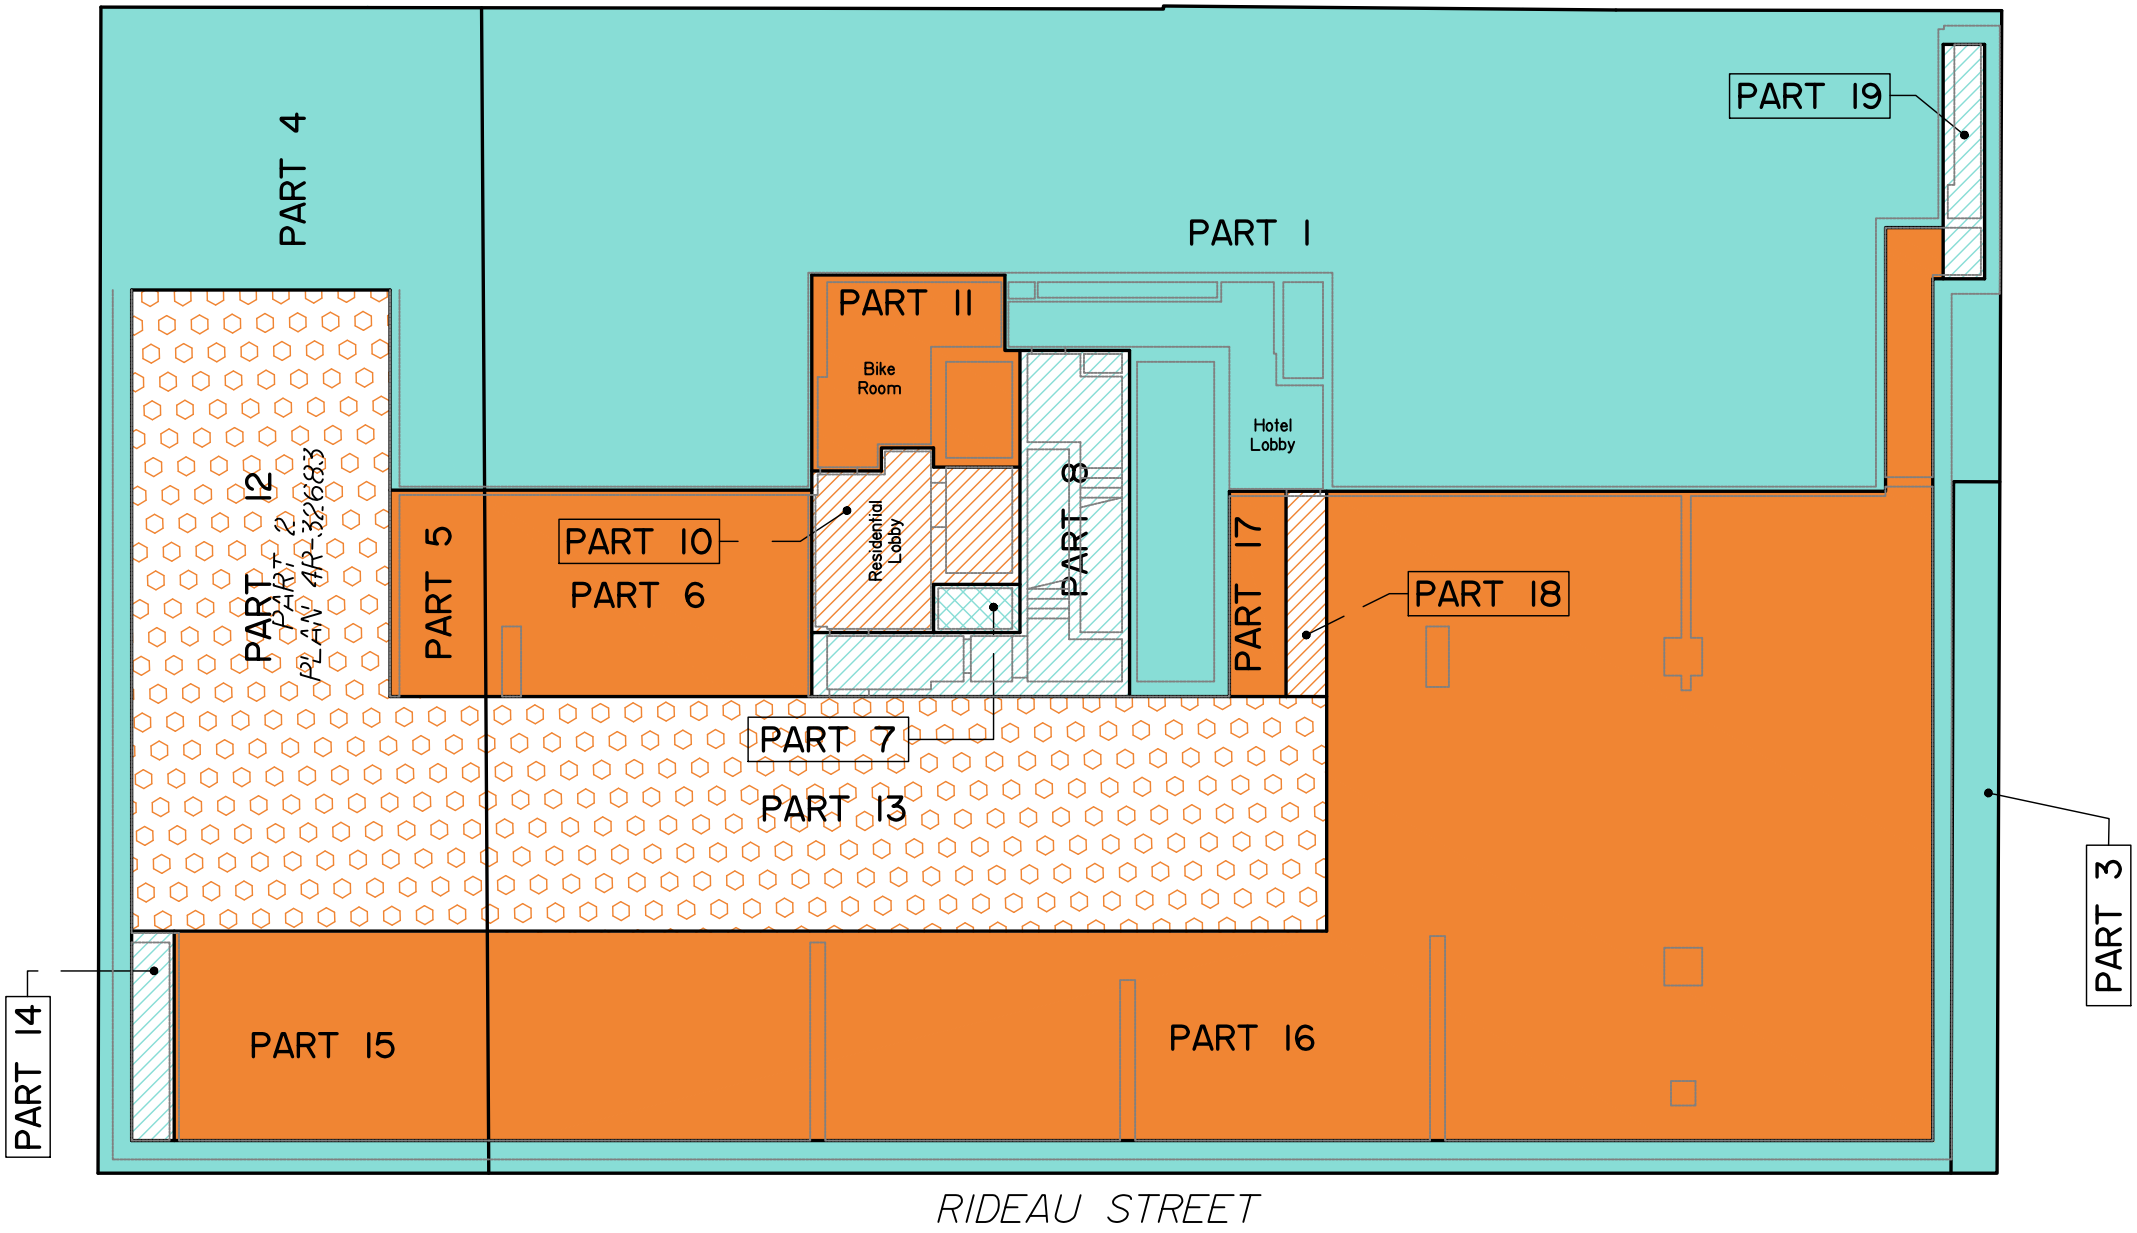 PART 4
PART 19
PART 1
PART 11
Bike
Room
Hotel
Lobby
PART 12
PART 2
PLAN 4R-32683
PART 5
PART 10
PART 6
Residential
Lobby
PART 8
PART 17
PART 18
PART 7
PART 13
PART 3
PART 14
PART 15
PART 16
RIDEAU STREET